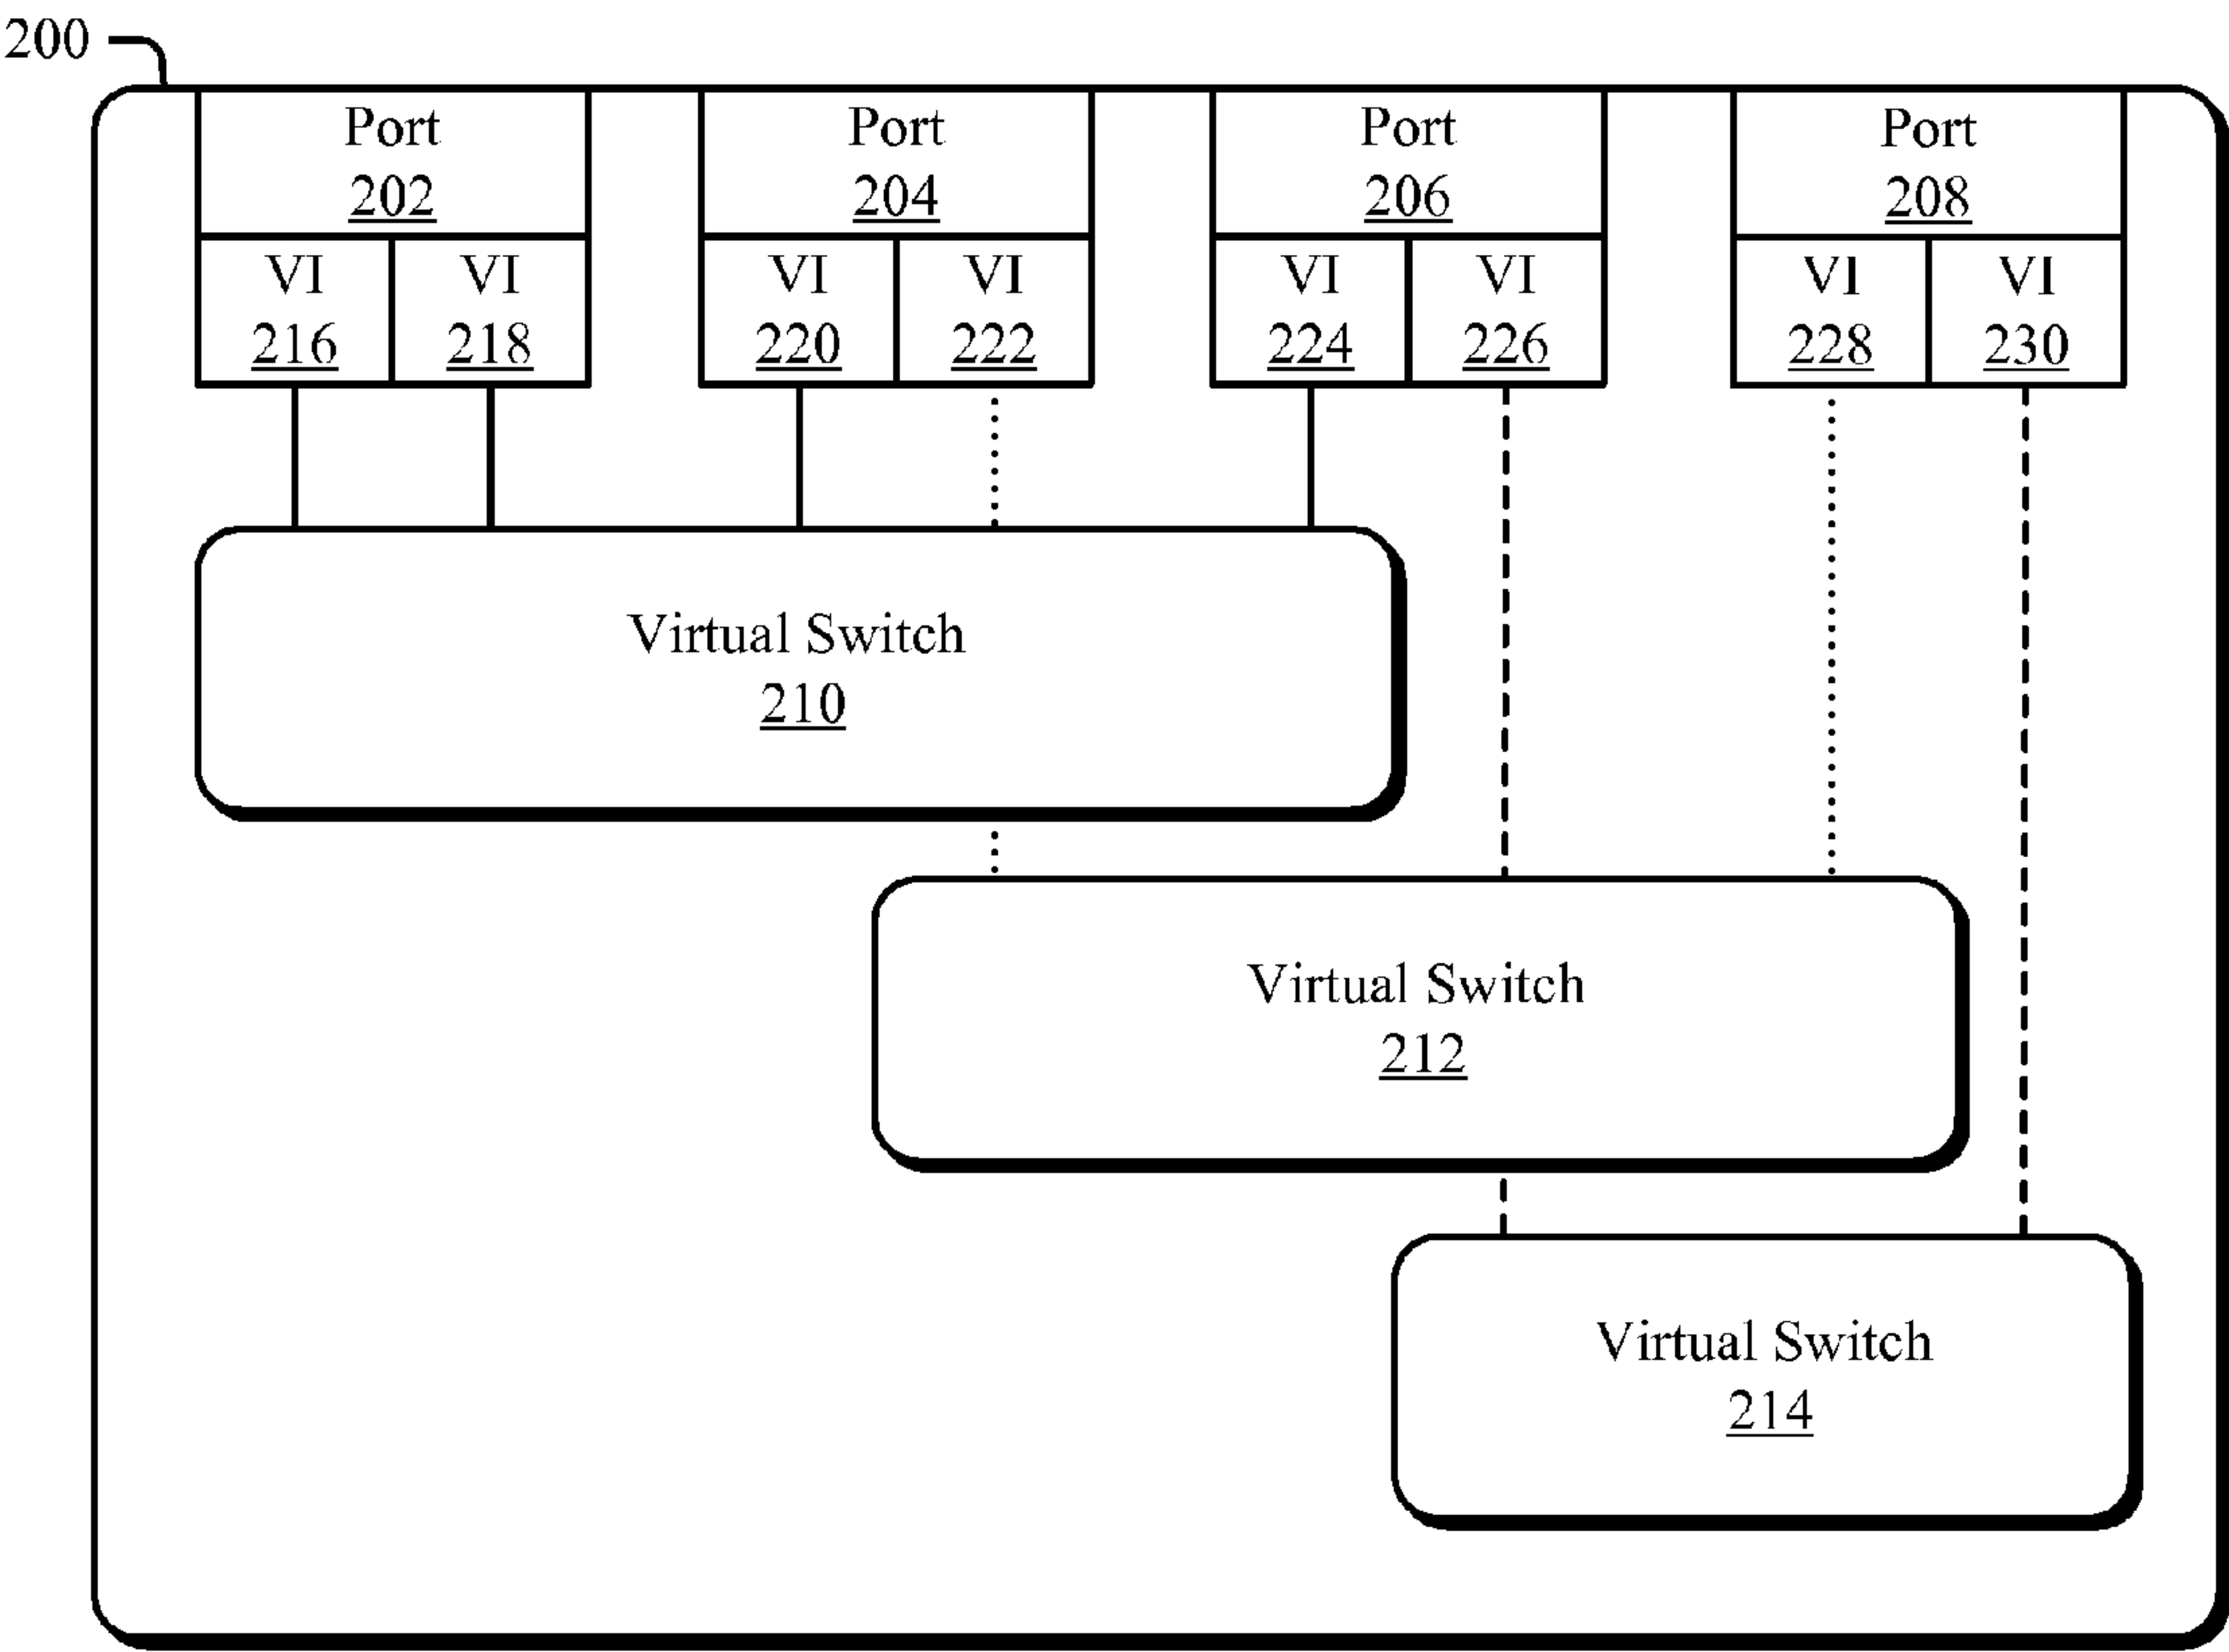 200
Port
202
Port
204
Port
206
Port
208
VI
216
VI
218
VI
220
VI
222
VI
224
VI
226
VI
228
VI
230
Virtual Switch
210
Virtual Switch
212
Virtual Switch
214